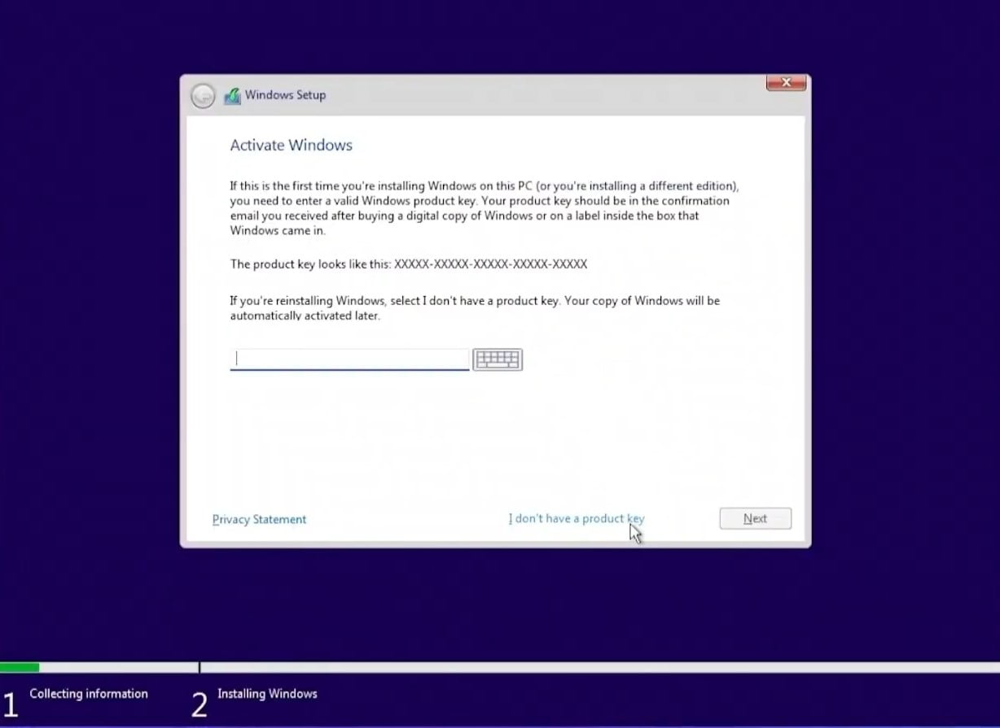 Windows Setup
Activate Windows
If this is the first time you're installing Windows on this PC (or you're installing a different edition),
you need to enter a valid Windows product key. Your product key should be in the confirmation
email you received after buying a digital copy of Windows or on a label inside the box that
Windows came in.
The product key looks like this: XXXXX-XXXXX-XXXXX-XXXXX-XXXXX
If you're reinstalling Windows, select I don't have a product key. Your copy of Windows will be
automatically activated later.
Privacy Statement
I don't have a product key
Next
1 Collecting information
2 Installing Windows